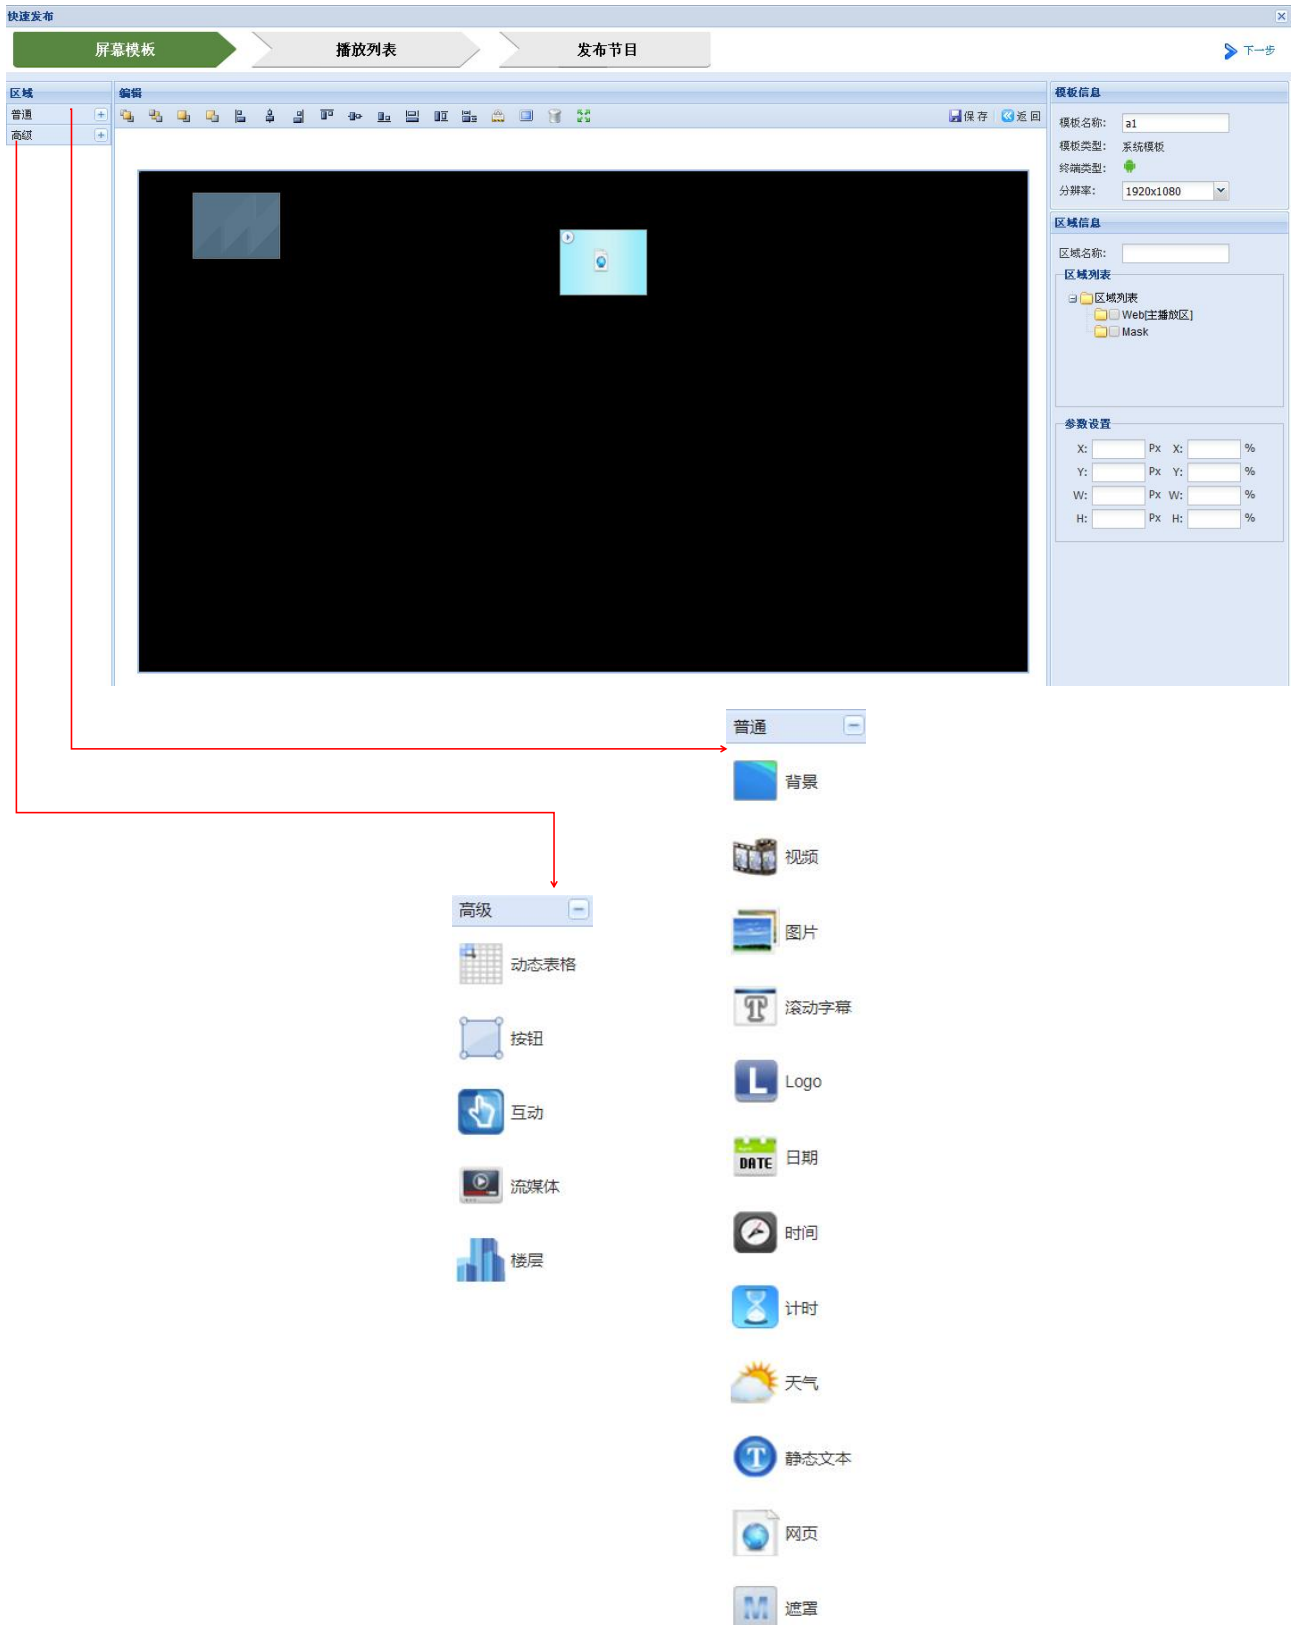 快速发布
屏幕模板 播放列表 发布节目 下一步
区域 编辑 模板信息
普通 保存 返回
高级
模板名称: a1
模板类型: 系统模板
终端类型:
分辨率: 1920x1080
区域信息
区域名称:
区域列表
区域列表
Web[主播放区]
Mask
参数设置
X: Px X: %
Y: Px Y: %
W: Px W: %
H: Px H: %
普通
背景
视频
图片
滚动字幕
Logo
DATE 日期
时间
计时
天气
静态文本
网页
遮罩
高级
动态表格
按钮
互动
流媒体
楼层